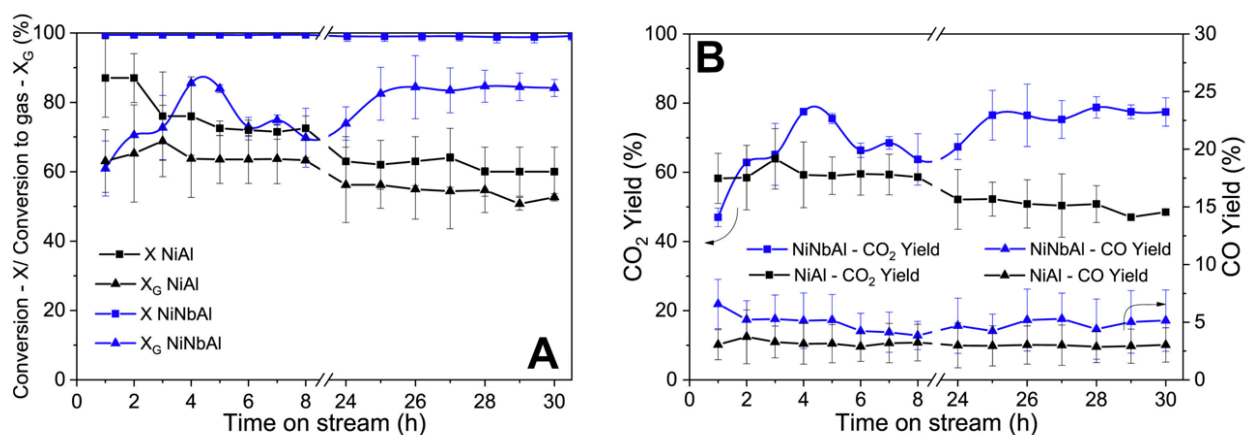 Conversion - X/ Conversion to gas - X_G (%)
100
80
60
40
20
0
X NiAl
X_G NiAl
X NiNbAl
X_G NiNbAl
A
0 2 4 6 8 24 26 28 30
Time on stream (h)
B
CO₂ Yield (%)
100
80
60
40
20
0
NiNbAl - CO₂ Yield NiNbAl - CO Yield
NiAl - CO₂ Yield NiAl - CO Yield
30
25
20
15
10
5
0
CO Yield (%)
0 2 4 6 8 24 26 28 30
Time on stream (h)